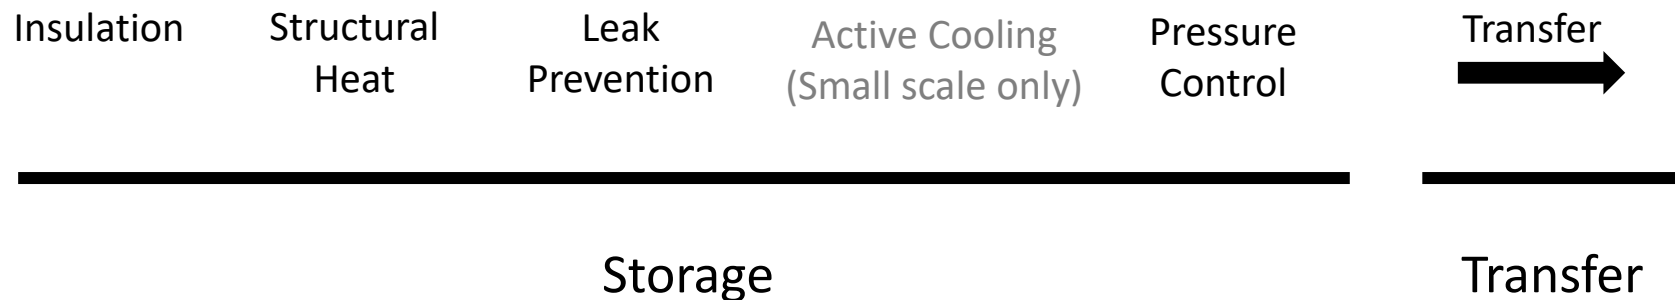 Insulation
Structural
Heat
Leak
Prevention
Active Cooling
(Small scale only)
Pressure
Control
Transfer
Storage
Transfer